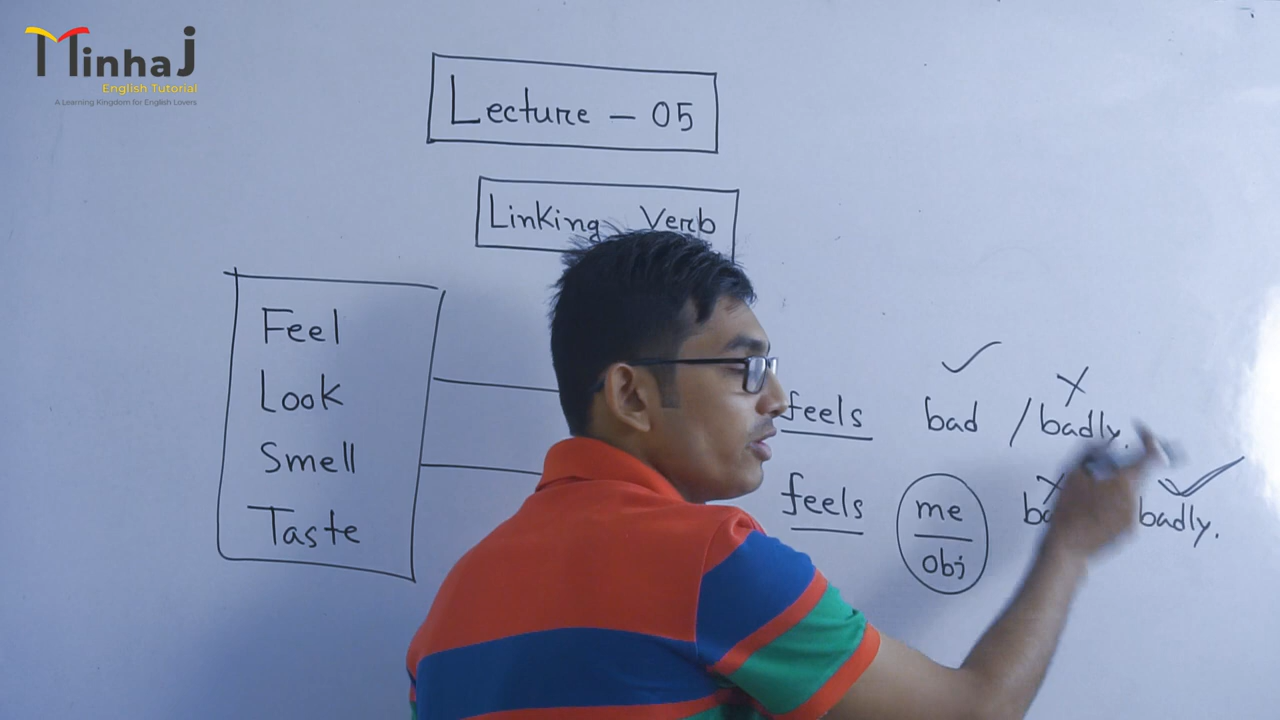 Minhaj
English Tutorial
A Learning Kingdom for English Lovers
Lecture - 05
Linking Verb
Feel
Look
Smell
Taste
feels bad / badly.
feels me badly.
obj